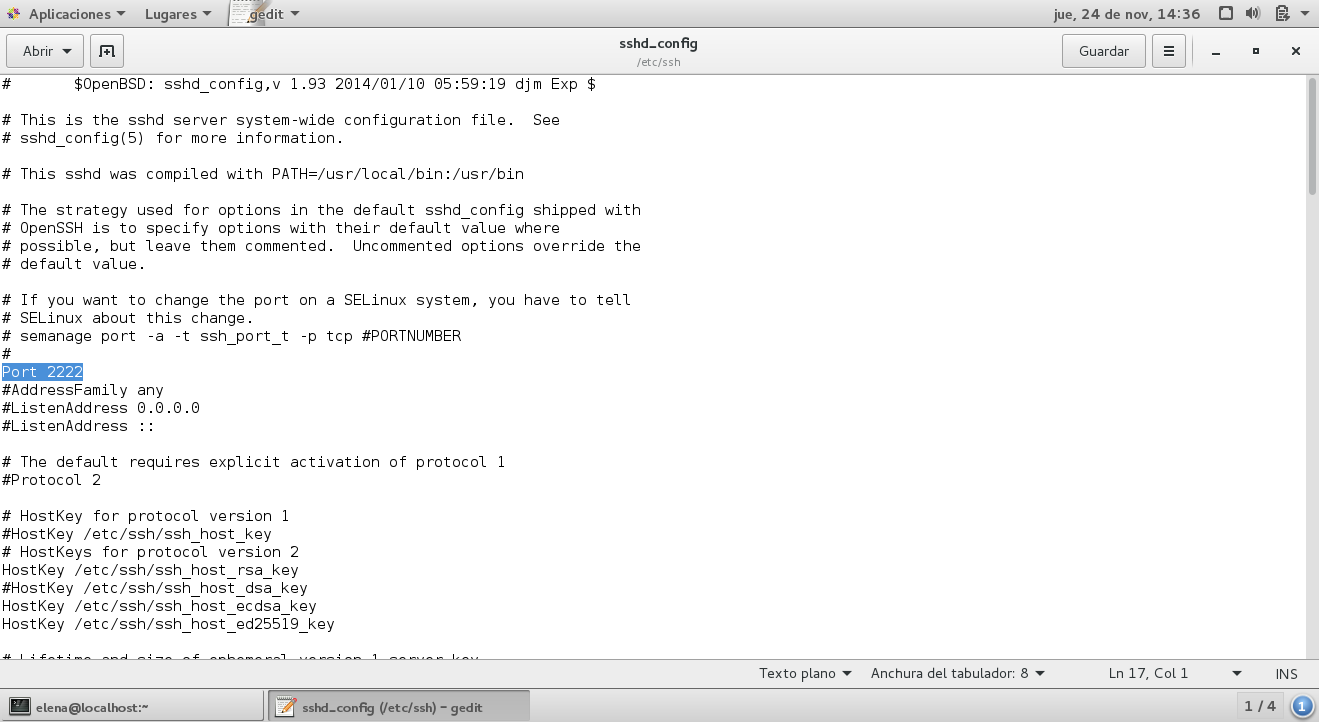 Aplicaciones Lugares gedit jue, 24 de nov, 14:36
Abrir sshd_config Guardar
/etc/ssh
#       $OpenBSD: sshd_config,v 1.93 2014/01/10 05:59:19 djm Exp $
# This is the sshd server system-wide configuration file.  See
# sshd_config(5) for more information.
# This sshd was compiled with PATH=/usr/local/bin:/usr/bin
# The strategy used for options in the default sshd_config shipped with
# OpenSSH is to specify options with their default value where
# possible, but leave them commented.  Uncommented options override the
# default value.
# If you want to change the port on a SELinux system, you have to tell
# SELinux about this change.
# semanage port -a -t ssh_port_t -p tcp #PORTNUMBER
#
Port 2222
#AddressFamily any
#ListenAddress 0.0.0.0
#ListenAddress ::
# The default requires explicit activation of protocol 1
#Protocol 2
# HostKey for protocol version 1
#HostKey /etc/ssh/ssh_host_key
# HostKeys for protocol version 2
HostKey /etc/ssh/ssh_host_rsa_key
#HostKey /etc/ssh/ssh_host_dsa_key
HostKey /etc/ssh/ssh_host_ecdsa_key
HostKey /etc/ssh/ssh_host_ed25519_key
# Lifetime and size of ephemeral version 1 server key
Texto plano Anchura del tabulador: 8 Ln 17, Col 1 INS
elena@localhost:~ sshd_config (/etc/ssh) - gedit 1 / 4 1